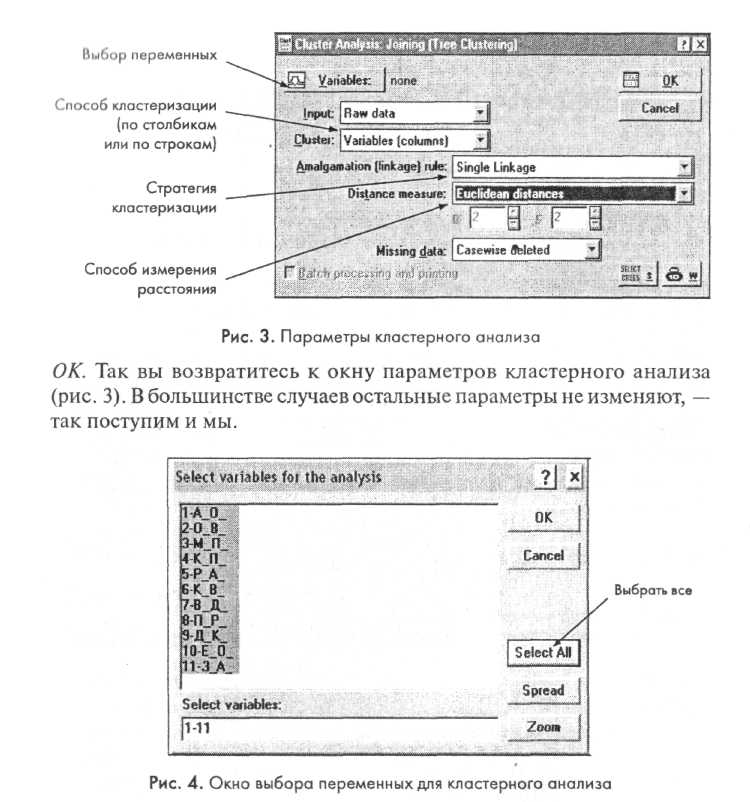 Cluster Analysis: Joining (Tree Clustering)
Выбор переменных
Variables: none
OK
Cancel
Способ кластеризации
(по столбикам
или по строкам)
Input: Raw data
Cluster: Variables (columns)
Amalgamation (linkage) rule: Single Linkage
Стратегия
кластеризации
Distance measure: Euclidean distances
p: 2 r: 2
Missing data: Casewise deleted
Способ измерения
расстояния
Batch processing and printing
SELECT
CASES S W
Рис. 3. Параметры кластерного анализа
OK. Так вы возвратитесь к окну параметров кластерного анализа
(рис. 3). В большинстве случаев остальные параметры не изменяют, —
так поступим и мы.
Select variables for the analysis
1-А_О_
2-О_В_
3-М_П_
4-К_П_
5-Р_А_
6-К_В_
7-В_Д_
8-П_Р_
9-Д_К_
10-Е_О_
11-З_А_
OK
Cancel
Выбрать все
Select All
Spread
Zoom
Select variables:
1-11
Рис. 4. Окно выбора переменных для кластерного анализа